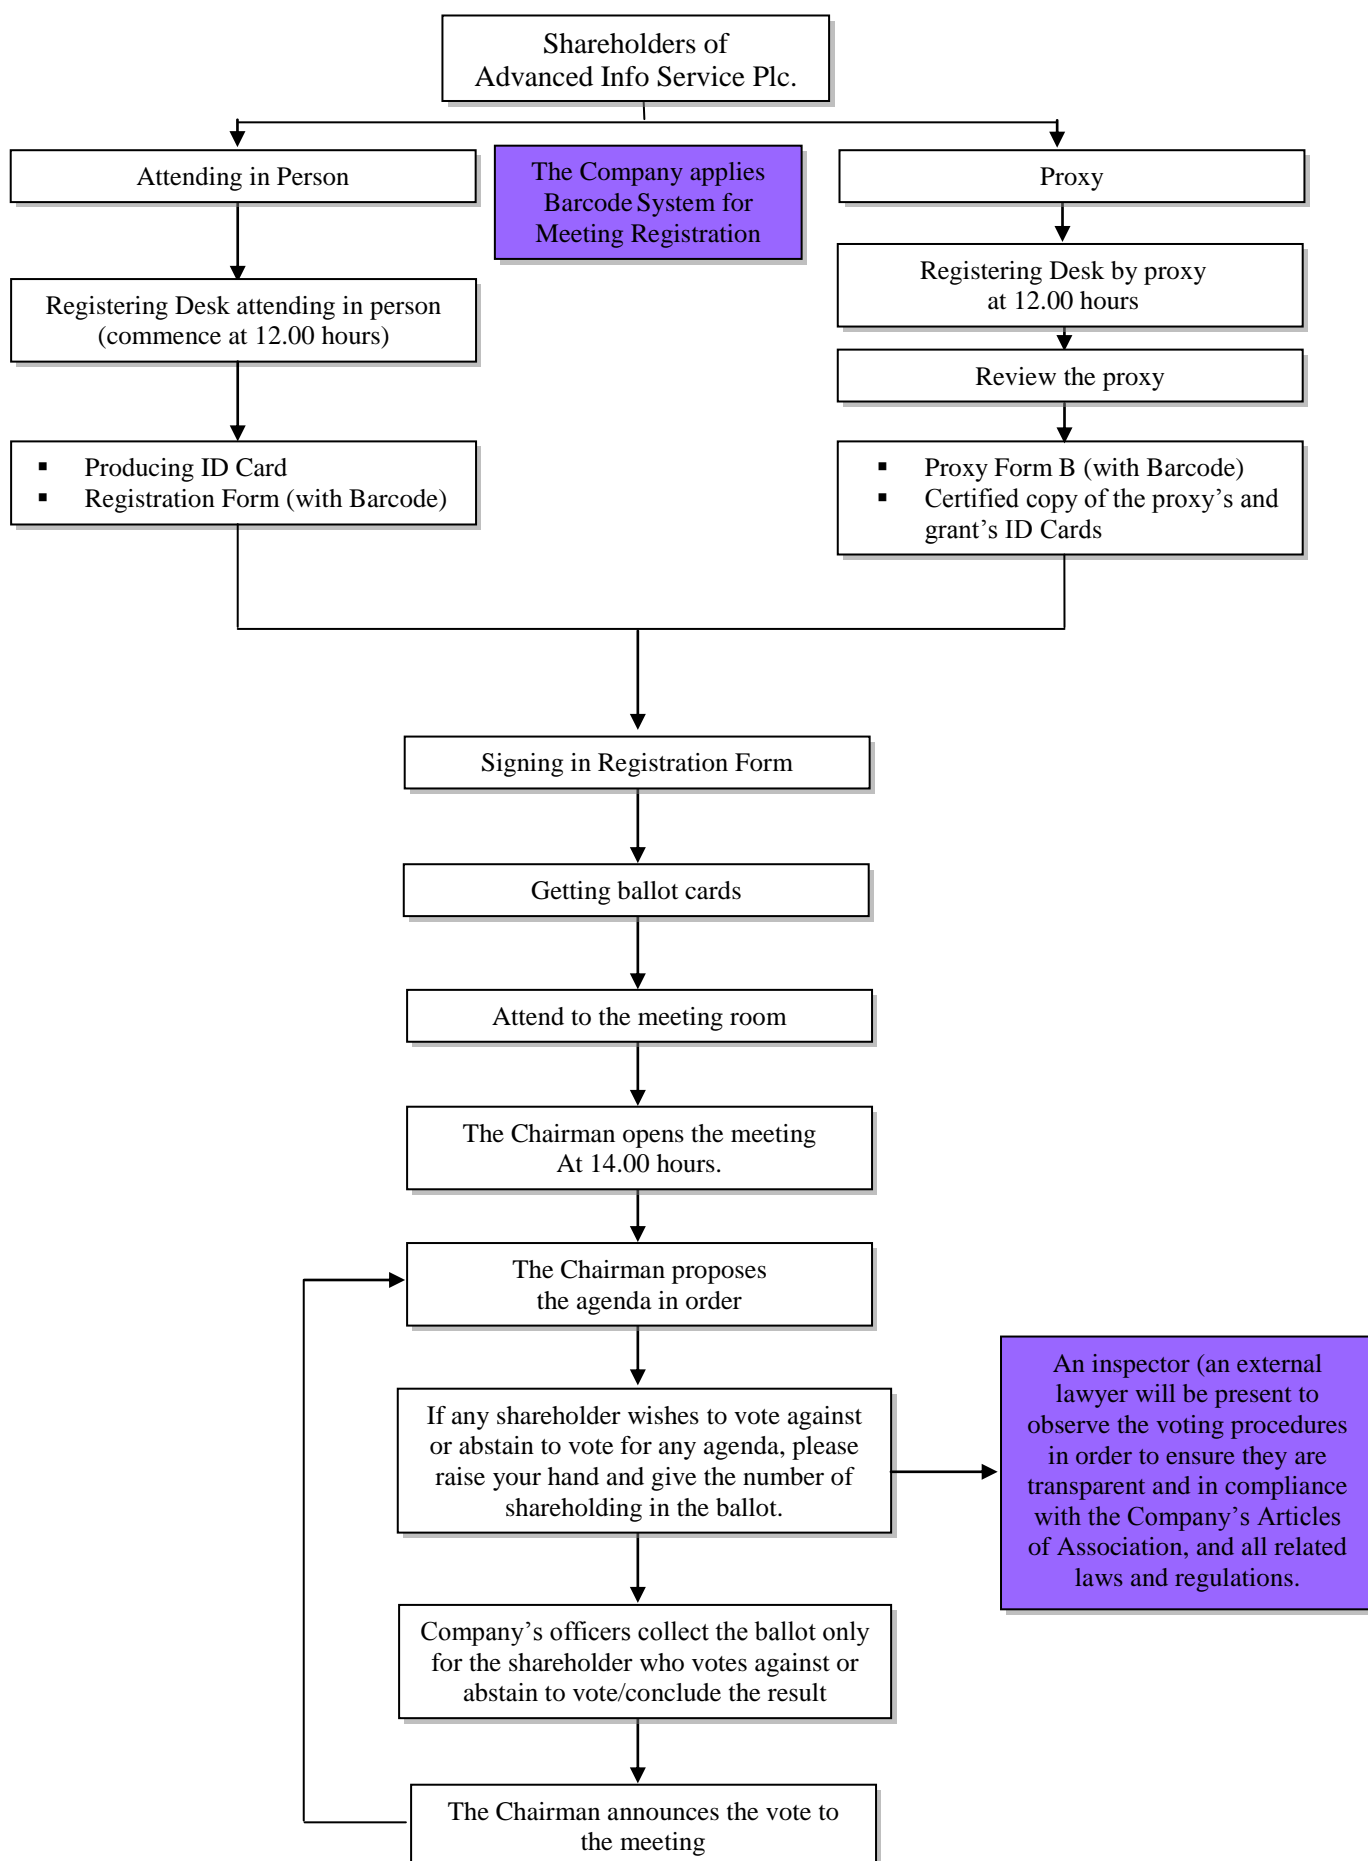 Shareholders of
Advanced Info Service Plc.
Attending in Person
The Company applies
Barcode System for
Meeting Registration
Proxy
Registering Desk attending in person
(commence at 12.00 hours)
Registering Desk by proxy
at 12.00 hours
Review the proxy
▪ Producing ID Card
▪ Registration Form (with Barcode)
▪ Proxy Form B (with Barcode)
▪ Certified copy of the proxy’s and
grant’s ID Cards
Signing in Registration Form
Getting ballot cards
Attend to the meeting room
The Chairman opens the meeting
At 14.00 hours.
The Chairman proposes
the agenda in order
If any shareholder wishes to vote against
or abstain to vote for any agenda, please
raise your hand and give the number of
shareholding in the ballot.
An inspector (an external
lawyer will be present to
observe the voting procedures
in order to ensure they are
transparent and in compliance
with the Company’s Articles
of Association, and all related
laws and regulations.
Company’s officers collect the ballot only
for the shareholder who votes against or
abstain to vote/conclude the result
The Chairman announces the vote to
the meeting